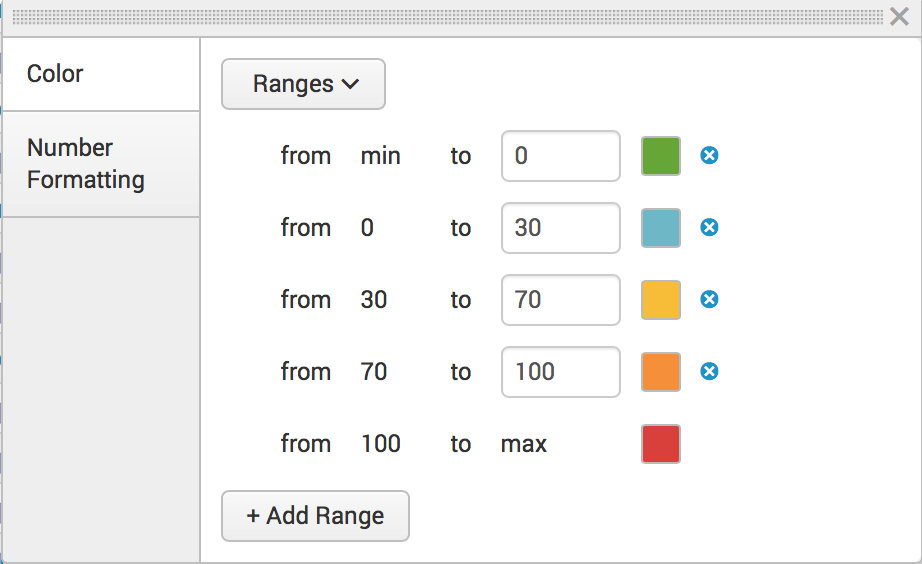 Color
Number
Formatting
Ranges
from min to 0
from 0 to 30
from 30 to 70
from 70 to 100
from 100 to max
+ Add Range